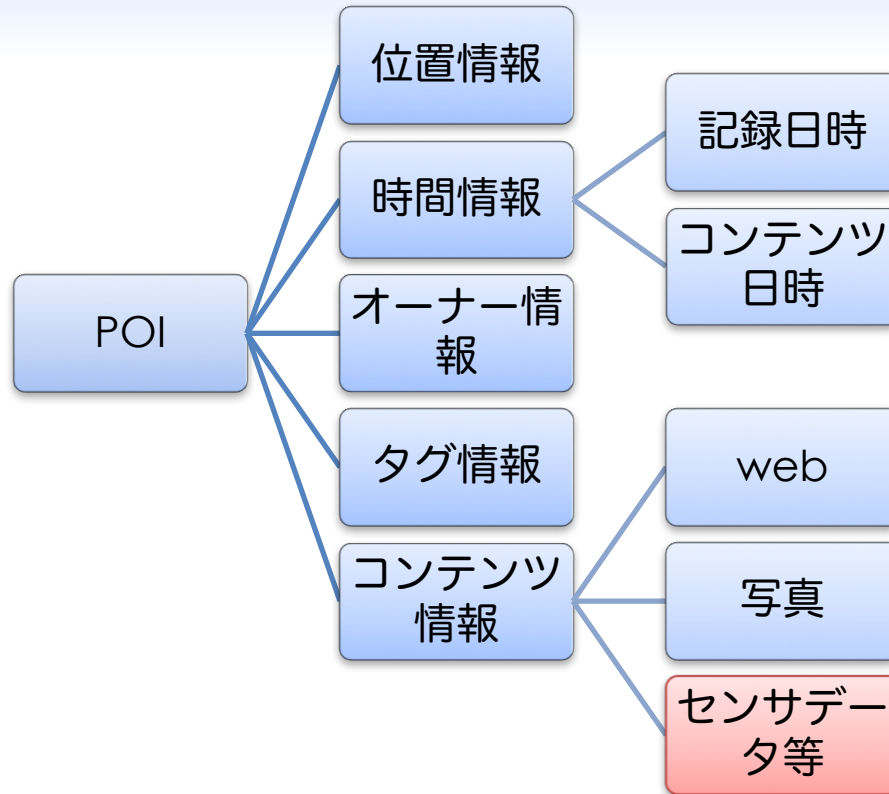 位置情報
記録日時
時間情報
コンテンツ
日時
POI
オーナー情
報
タグ情報
web
コンテンツ
情報
写真
センサデー
タ等